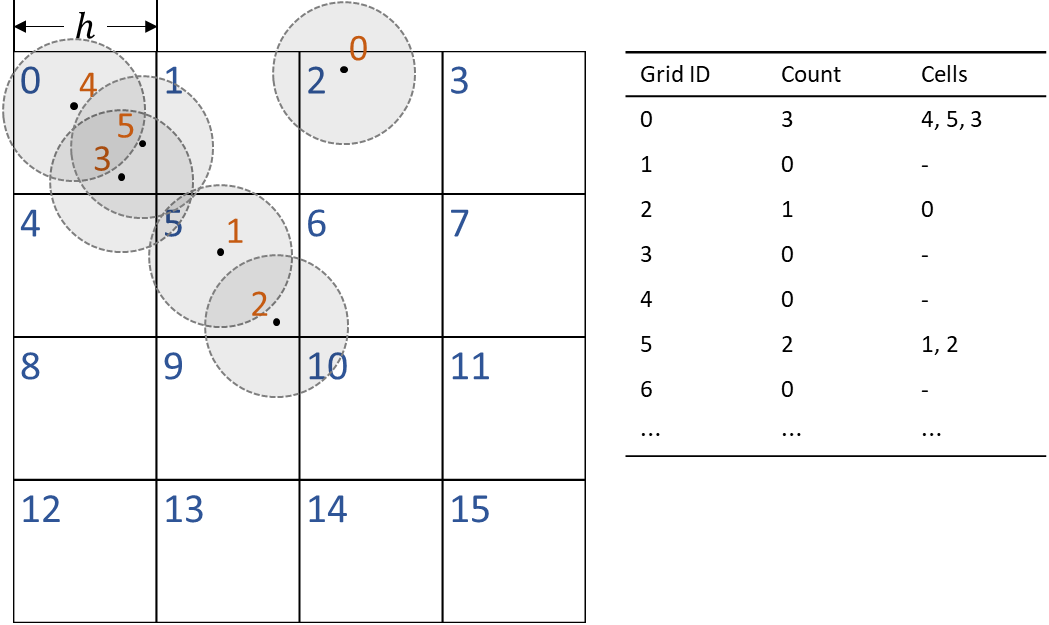 h
0 1 2 3
4 5 3 0
4 5 6 7
1 2
8 9 10 11
12 13 14 15
Grid ID Count Cells
0 3 4, 5, 3
1 0 -
2 1 0
3 0 -
4 0 -
5 2 1, 2
6 0 -
... ... ...